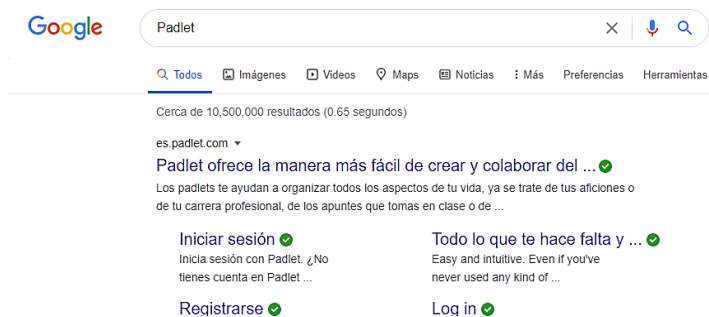 Google
Padlet
Todos Imágenes Videos Maps Noticias Más Preferencias Herramientas
Cerca de 10,500,000 resultados (0.65 segundos)
es.padlet.com
Padlet ofrece la manera más fácil de crear y colaborar del ...
Los padlets te ayudan a organizar todos los aspectos de tu vida, ya se trate de tus aficiones o
de tu carrera profesional, de los apuntes que tomas en clase o de ...
Iniciar sesión
Inicia sesión con Padlet. ¿No
tienes cuenta en Padlet ...
Todo lo que te hace falta y ...
Easy and intuitive. Even if you've
never used any kind of ...
Registrarse
Log in